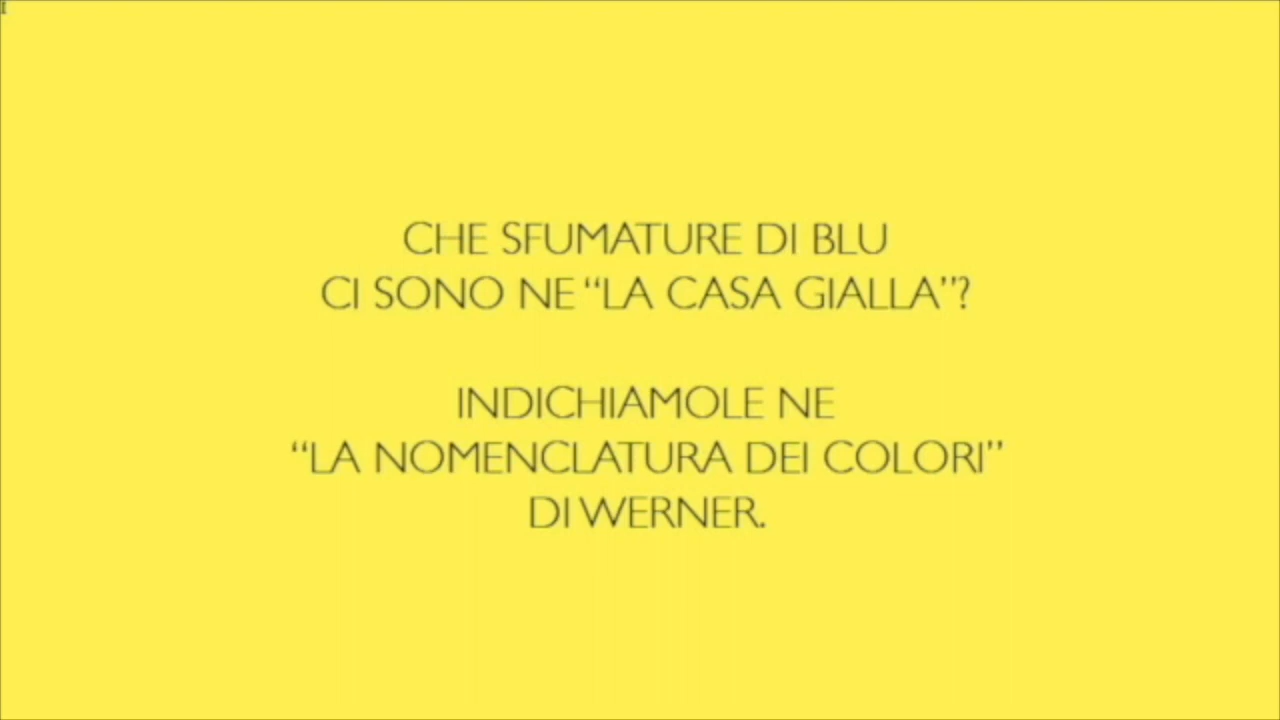 CHE SFUMATURE DI BLU
CI SONO NE “LA CASA GIALLA”?
INDICHIAMOLE NE
“LA NOMENCLATURA DEI COLORI”
DI WERNER.